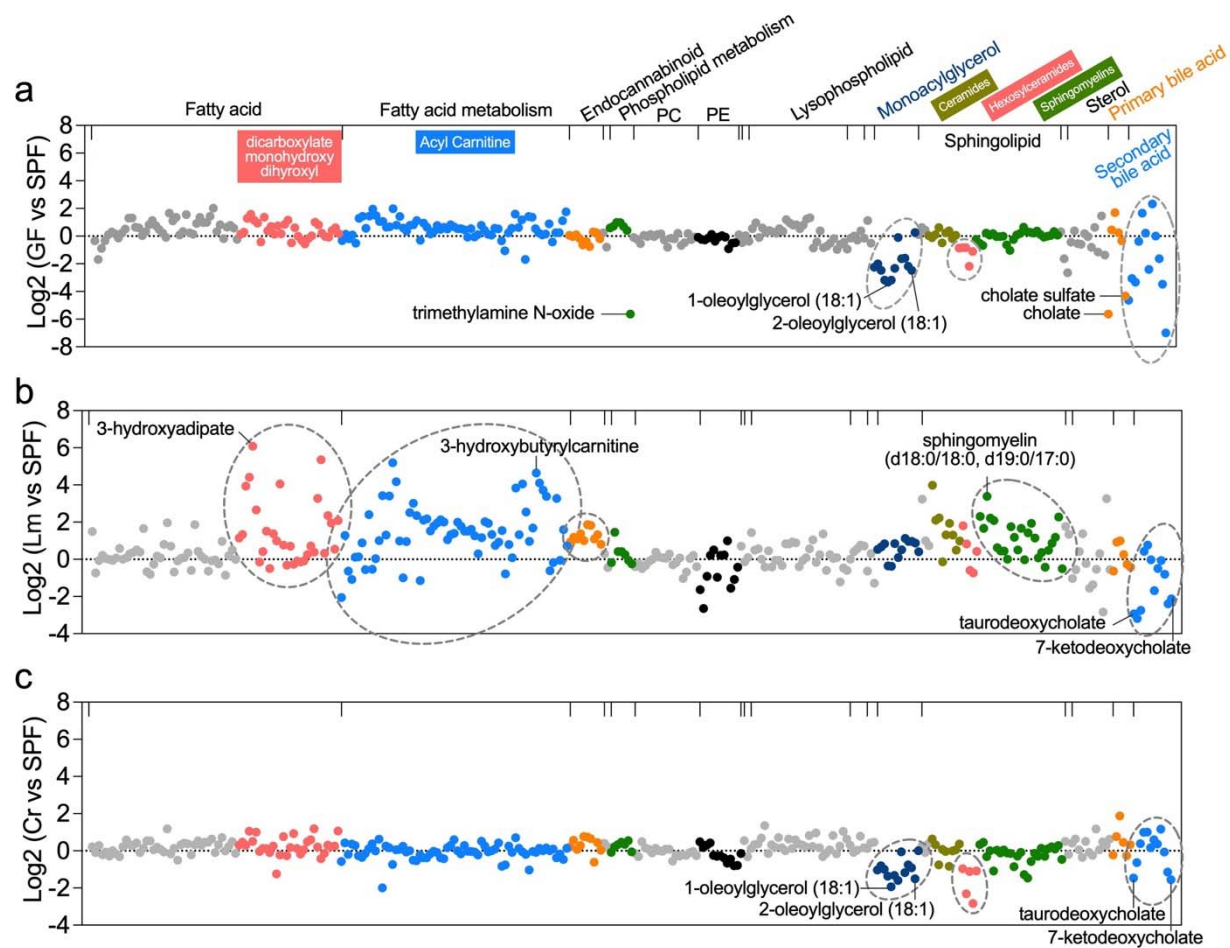 a
Fatty acid
Fatty acid metabolism
Endocannabinoid
Phospholipid metabolism
PC
PE
Lysophospholipid
Monoacylglycerol
Ceramides
Hexosylceramides
Sphingomyelins
Sterol
Primary bile acid
dicarboxylate
monohydroxy
dihyroxyl
Acyl Carnitine
Sphingolipid
Secondary
bile acid
Log2 (GF vs SPF)
8
6
4
2
0
-2
-4
-6
-8
trimethylamine N-oxide
1-oleoylglycerol (18:1)
2-oleoylglycerol (18:1)
cholate sulfate
cholate
b
Log2 (Lm vs SPF)
8
6
4
2
0
-2
-4
3-hydroxyadipate
3-hydroxybutyrylcarnitine
sphingomyelin
(d18:0/18:0, d19:0/17:0)
taurodeoxycholate
7-ketodeoxycholate
c
Log2 (Cr vs SPF)
8
6
4
2
0
-2
-4
1-oleoylglycerol (18:1)
2-oleoylglycerol (18:1)
taurodeoxycholate
7-ketodeoxycholate